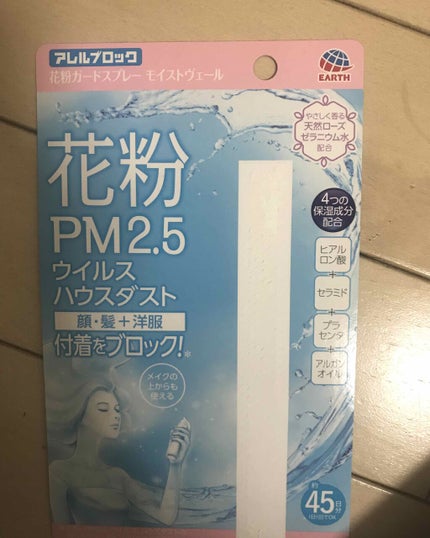 アレルブロック
花粉ガードスプレー モイストヴェール
EARTH
やさしく香る
天然ローズ
ゼラニウム水
配合
花粉
PM2.5
ウイルス
ハウスダスト
顔・髪+洋服
付着をブロック!*
メイクの
上からも
使える
4つの
保湿成分
配合
ヒアル
ロン酸
+
セラミド
+
プラ
センタ
+
アルガン
オイル
約
45日分